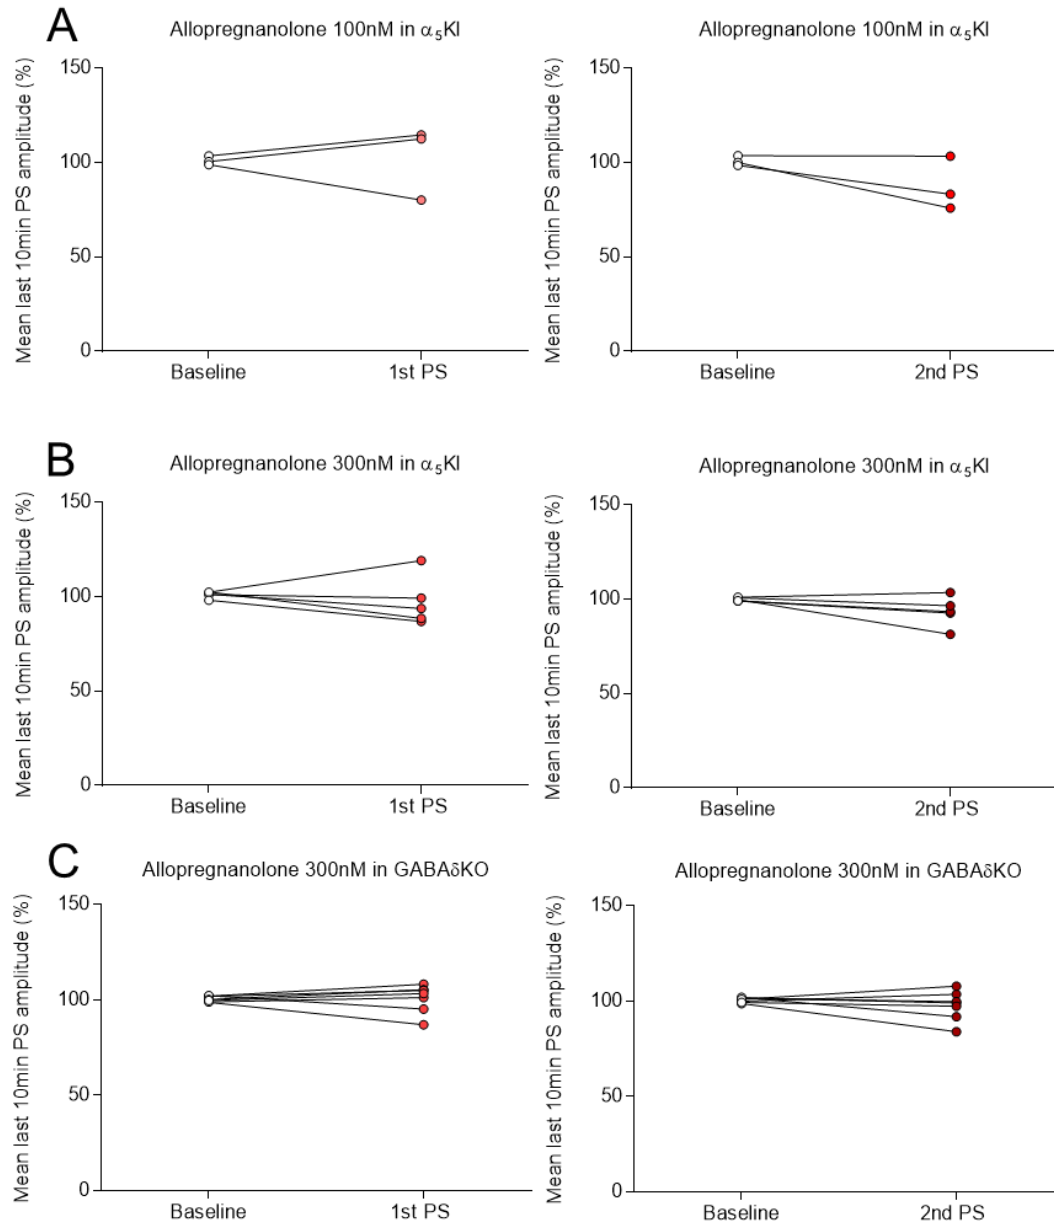 A
Allopregnanolone 100nM in α5KI
Mean last 10min PS amplitude (%)
150
100
50
0
Baseline
1st PS
Allopregnanolone 100nM in α5KI
Mean last 10min PS amplitude (%)
150
100
50
0
Baseline
2nd PS
B
Allopregnanolone 300nM in α5KI
Mean last 10min PS amplitude (%)
150
100
50
0
Baseline
1st PS
Allopregnanolone 300nM in α5KI
Mean last 10min PS amplitude (%)
150
100
50
0
Baseline
2nd PS
C
Allopregnanolone 300nM in GABAδKO
Mean last 10min PS amplitude (%)
150
100
50
0
Baseline
1st PS
Allopregnanolone 300nM in GABAδKO
Mean last 10min PS amplitude (%)
150
100
50
0
Baseline
2nd PS